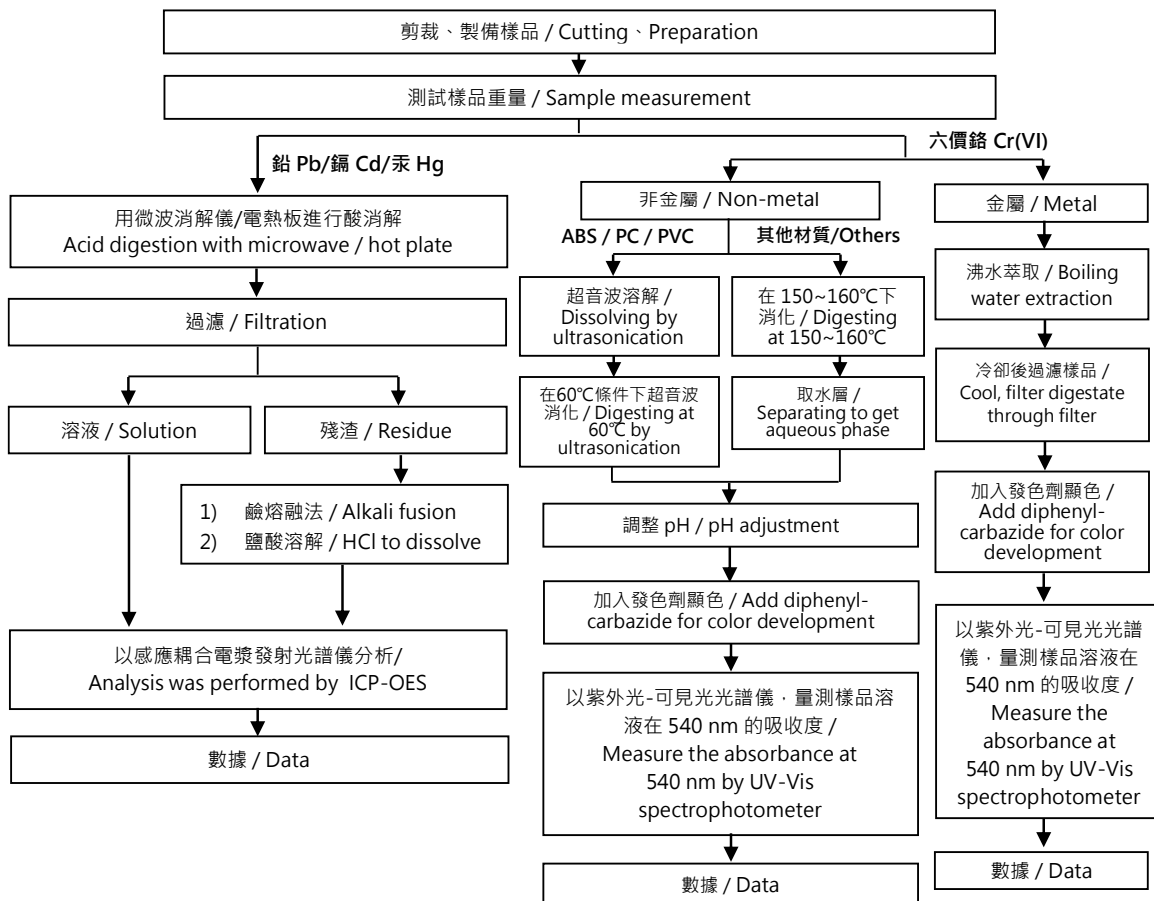 剪裁、製備樣品 / Cutting、Preparation
測試樣品重量 / Sample measurement
鉛 Pb/鎘 Cd/汞 Hg
六價鉻 Cr(VI)
用微波消解儀/電熱板進行酸消解
Acid digestion with microwave / hot plate
過濾 / Filtration
溶液 / Solution
殘渣 / Residue
1) 鹼熔融法 / Alkali fusion
2) 鹽酸溶解 / HCl to dissolve
以感應耦合電漿發射光譜儀分析/
Analysis was performed by ICP-OES
數據 / Data
非金屬 / Non-metal
ABS / PC / PVC
其他材質/Others
超音波溶解 /
Dissolving by
ultrasonication
在60℃條件下超音波
消化 / Digesting at
60℃ by
ultrasonication
在 150~160℃下
消化 / Digesting
at 150~160℃
取水層 /
Separating to get
aqueous phase
調整 pH / pH adjustment
加入發色劑顯色 / Add diphenyl-
carbazide for color development
以紫外光-可見光光譜儀，量測樣品溶
液在 540 nm 的吸收度 /
Measure the absorbance at
540 nm by UV-Vis
spectrophotometer
數據 / Data
金屬 / Metal
沸水萃取 / Boiling
water extraction
冷卻後過濾樣品 /
Cool, filter digestate
through filter
加入發色劑顯色 /
Add diphenyl-
carbazide for color
development
以紫外光-可見光光譜
儀，量測樣品溶液在
540 nm 的吸收度 /
Measure the
absorbance at
540 nm by UV-Vis
spectrophotometer
數據 / Data